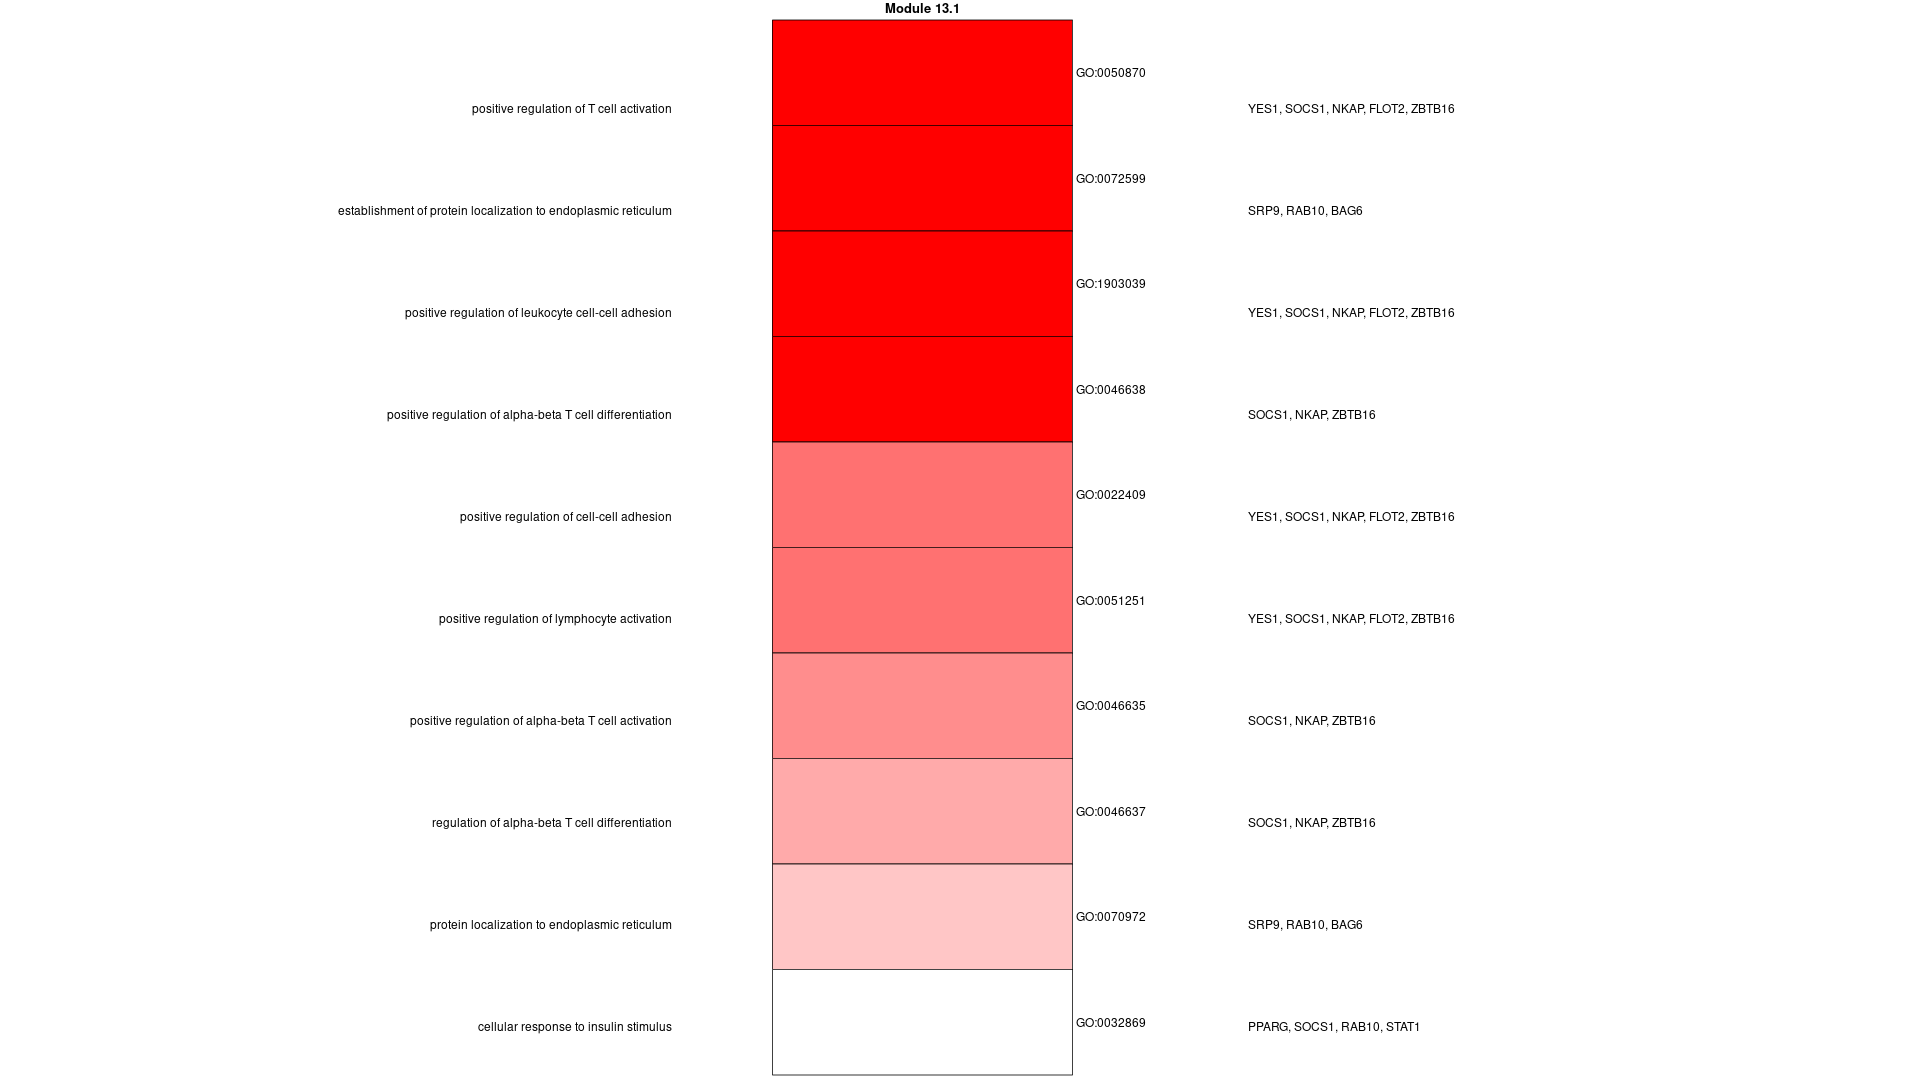 Module 13.1
GO:0050870
positive regulation of T cell activation YES1, SOCS1, NKAP, FLOT2, ZBTB16
GO:0072599
establishment of protein localization to endoplasmic reticulum SRP9, RAB10, BAG6
GO:1903039
positive regulation of leukocyte cell-cell adhesion YES1, SOCS1, NKAP, FLOT2, ZBTB16
GO:0046638
positive regulation of alpha-beta T cell differentiation SOCS1, NKAP, ZBTB16
GO:0022409
positive regulation of cell-cell adhesion YES1, SOCS1, NKAP, FLOT2, ZBTB16
GO:0051251
positive regulation of lymphocyte activation YES1, SOCS1, NKAP, FLOT2, ZBTB16
GO:0046635
positive regulation of alpha-beta T cell activation SOCS1, NKAP, ZBTB16
GO:0046637
regulation of alpha-beta T cell differentiation SOCS1, NKAP, ZBTB16
GO:0070972
protein localization to endoplasmic reticulum SRP9, RAB10, BAG6
GO:0032869
cellular response to insulin stimulus PPARG, SOCS1, RAB10, STAT1